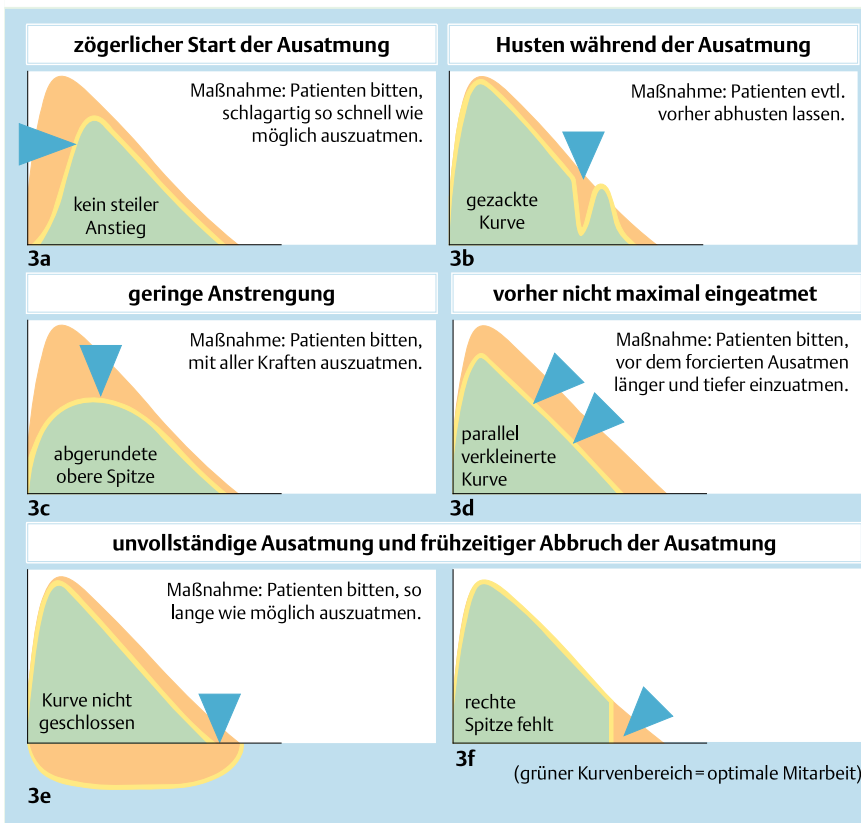 zögerlicher Start der Ausatmung
Maßnahme: Patienten bitten,
schlagartig so schnell wie
möglich auszuatmen.
kein steiler
Anstieg
3a
Husten während der Ausatmung
Maßnahme: Patienten evtl.
vorher abhusten lassen.
gezackte
Kurve
3b
geringe Anstrengung
Maßnahme: Patienten bitten,
mit aller Kraften auszuatmen.
abgerundete
obere Spitze
3c
vorher nicht maximal eingeatmet
Maßnahme: Patienten bitten,
vor dem forcierten Ausatmen
länger und tiefer einzuatmen.
parallel
verkleinerte
Kurve
3d
unvollständige Ausatmung und frühzeitiger Abbruch der Ausatmung
Maßnahme: Patienten bitten, so
lange wie möglich auszuatmen.
Kurve nicht
geschlossen
3e
rechte
Spitze fehlt
3f
(grüner Kurvenbereich = optimale Mitarbeit)